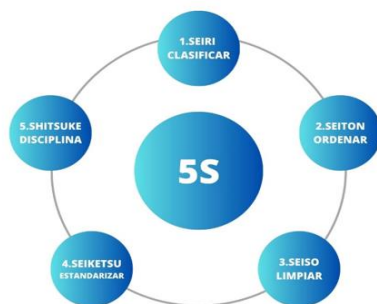 1.SEIRI
CLASIFICAR
5.SHITSUKE
DISCIPLINA
2.SEITON
ORDENAR
5S
4.SEIKETSU
ESTANDARIZAR
3.SEISO
LIMPIAR